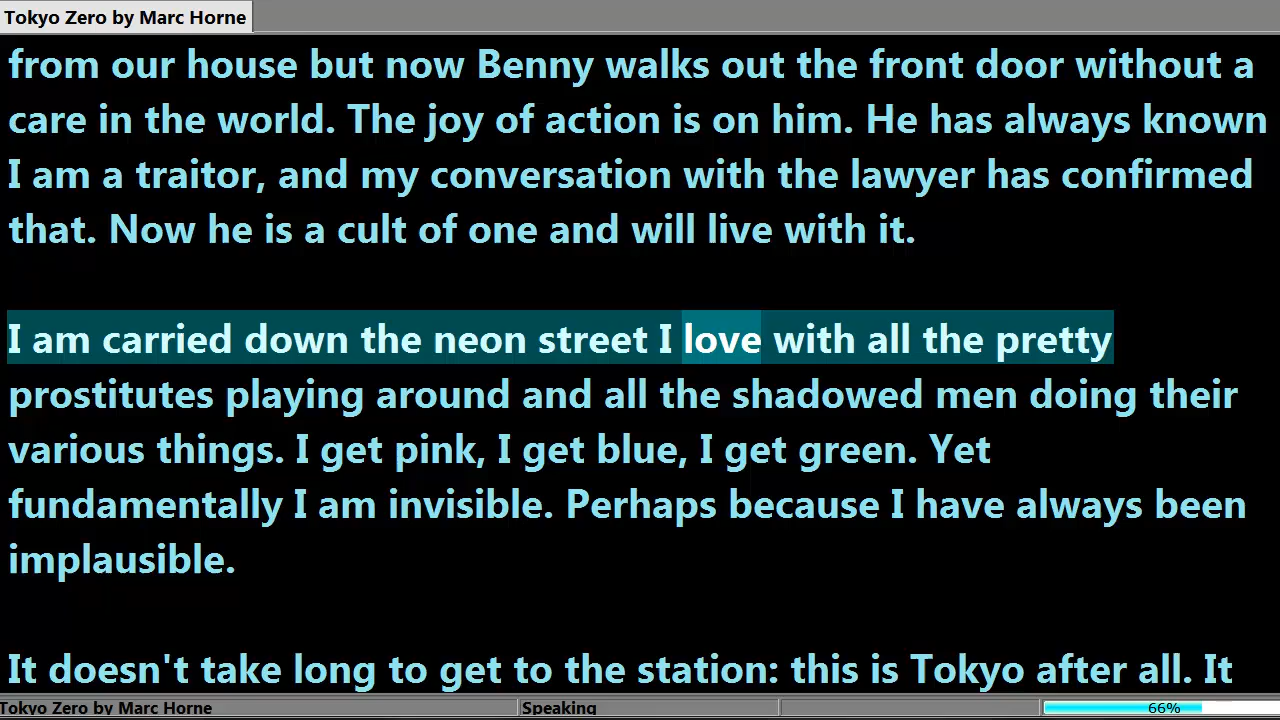 Tokyo Zero by Marc Horne
from our house but now Benny walks out the front door without a
care in the world. The joy of action is on him. He has always known
I am a traitor, and my conversation with the lawyer has confirmed
that. Now he is a cult of one and will live with it.
I am carried down the neon street I love with all the pretty
prostitutes playing around and all the shadowed men doing their
various things. I get pink, I get blue, I get green. Yet
fundamentally I am invisible. Perhaps because I have always been
implausible.
It doesn't take long to get to the station: this is Tokyo after all. It
Tokyo Zero by Marc Horne Speaking 66%